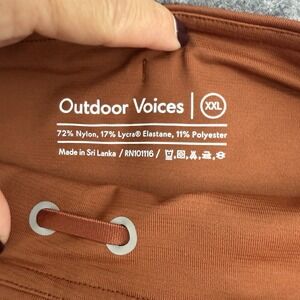 Outdoor Voices | XXL
72% Nylon, 17% Lycra® Elastane, 11% Polyester
Made in Sri Lanka / RN101116 /